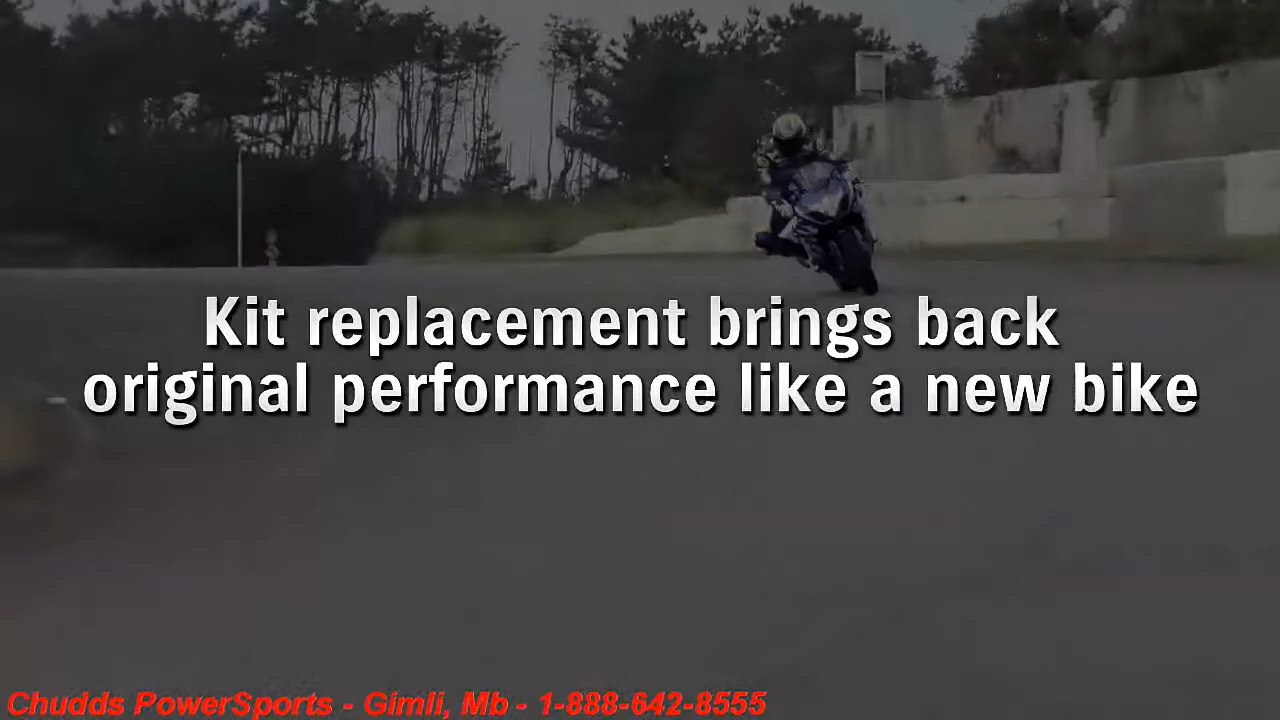 Kit replacement brings back
original performance like a new bike
Chudds PowerSports - Gimli, Mb - 1-888-642-8555